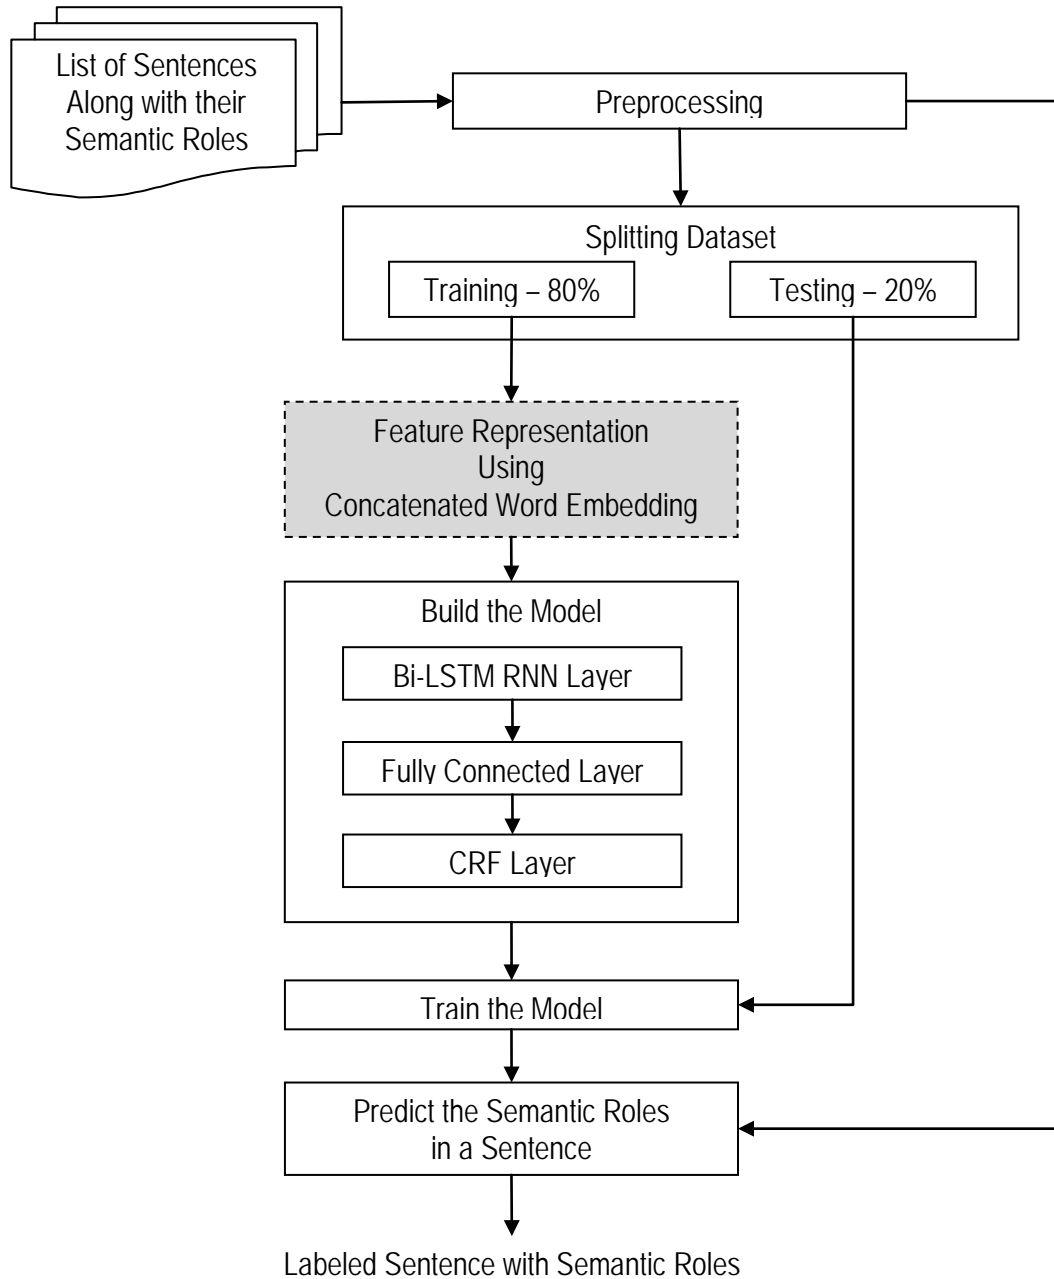 List of Sentences
Along with their
Semantic Roles
Preprocessing
Splitting Dataset
Training – 80%
Testing – 20%
Feature Representation
Using
Concatenated Word Embedding
Build the Model
Bi-LSTM RNN Layer
Fully Connected Layer
CRF Layer
Train the Model
Predict the Semantic Roles
in a Sentence
Labeled Sentence with Semantic Roles